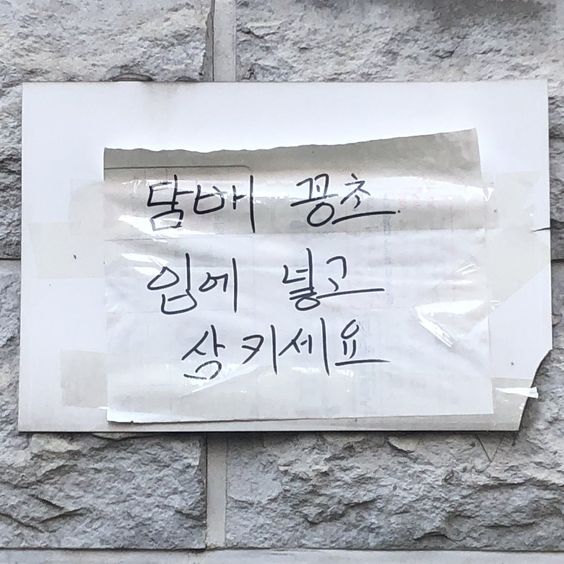 담배 꽁초
입에 넣고
삼키세요